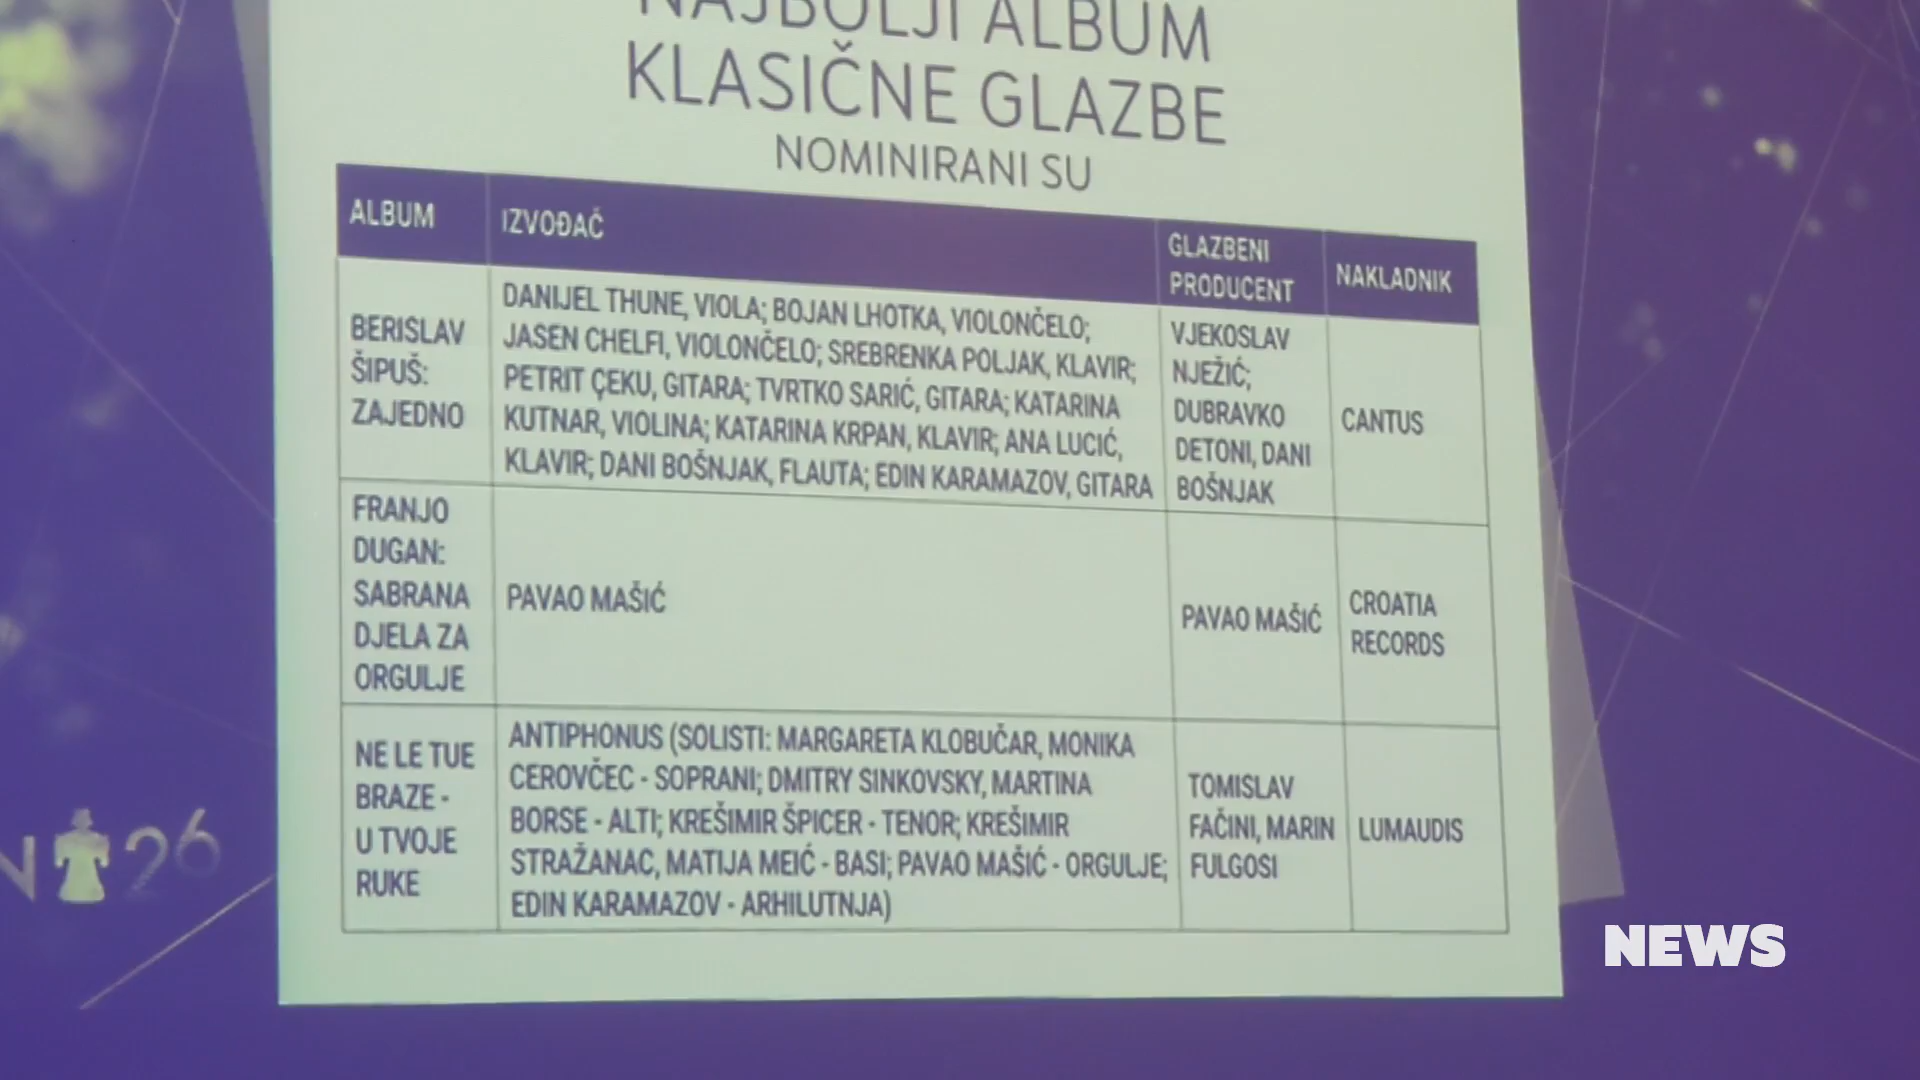 NAJBOLJI ALBUM
KLASIČNE GLAZBE
NOMINIRANI SU
ALBUM
IZVOĐAČ
GLAZBENI
PRODUCENT
NAKLADNIK
BERISLAV
ŠIPUŠ:
ZAJEDNO
DANIJEL THUNE, VIOLA; BOJAN LHOTKA, VIOLONČELO;
JASEN CHELFI, VIOLONČELO; SREBRENKA POLJAK, KLAVIR;
PETRIT ÇEKU, GITARA; TVRTKO SARIĆ, GITARA; KATARINA
KUTNAR, VIOLINA; KATARINA KRPAN, KLAVIR; ANA LUCIĆ,
KLAVIR; DANI BOŠNJAK, FLAUTA; EDIN KARAMAZOV, GITARA
VJEKOSLAV
NJEŽIĆ;
DUBRAVKO
DETONI, DANI
BOŠNJAK
CANTUS
FRANJO
DUGAN:
SABRANA
DJELA ZA
ORGULJE
PAVAO MAŠIĆ
PAVAO MAŠIĆ
CROATIA
RECORDS
NE LE TUE
BRAZE -
U TVOJE
RUKE
ANTIPHONUS (SOLISTI: MARGARETA KLOBUČAR, MONIKA
CEROVČEC - SOPRANI; DMITRY SINKOVSKY, MARTINA
BORSE - ALTI; KREŠIMIR ŠPICER - TENOR; KREŠIMIR
STRAŽANAC, MATIJA MEIĆ - BASI; PAVAO MAŠIĆ - ORGULJE;
EDIN KARAMAZOV - ARHILUTNJA)
TOMISLAV
FAČINI, MARIN
FULGOSI
LUMAUDIS
N 26
NEWS